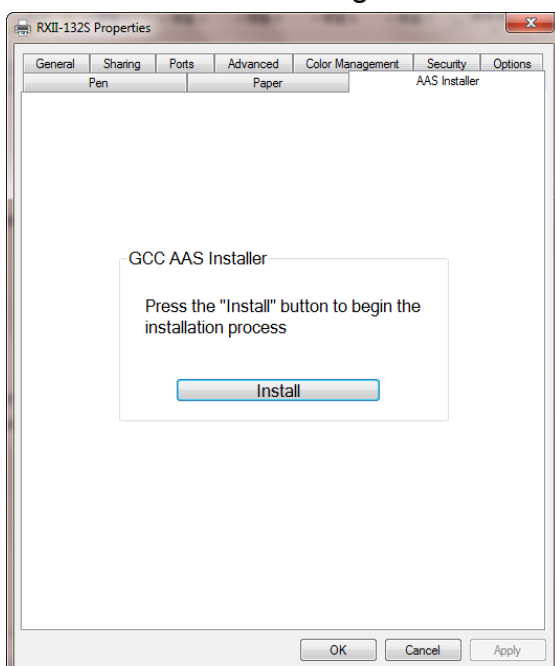 RXII-132S Properties
General Sharing Ports Advanced Color Management Security Options
Pen Paper AAS Installer
GCC AAS Installer
Press the "Install" button to begin the
installation process
Install
OK Cancel Apply